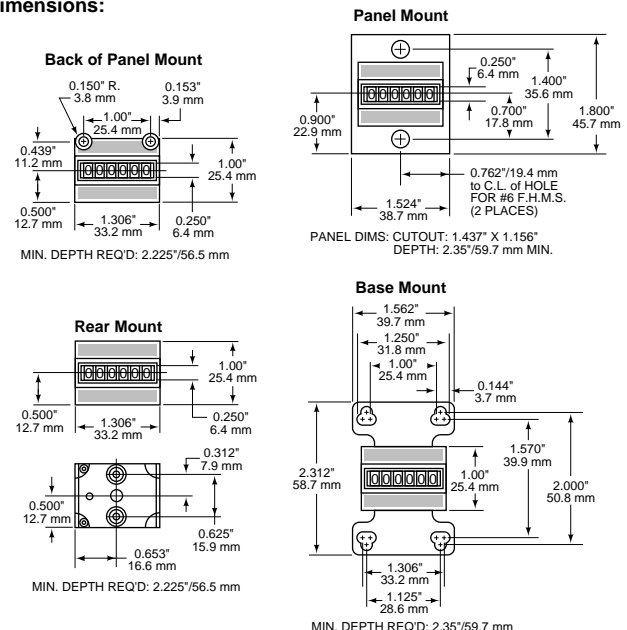 imensions:
Back of Panel Mount
0.150" R.
3.8 mm
0.153"
3.9 mm
1.00"
25.4 mm
0.439"
11.2 mm
000000
1.00"
25.4 mm
0.500"
12.7 mm
1.306"
33.2 mm
0.250"
6.4 mm
MIN. DEPTH REQ'D: 2.225"/56.5 mm
Panel Mount
0.250"
6.4 mm
1.400"
35.6 mm
000000
0.900"
22.9 mm
0.700"
17.8 mm
1.800"
45.7 mm
0.762"/19.4 mm
to C.L. of HOLE
FOR #6 F.H.M.S.
(2 PLACES)
1.524"
38.7 mm
PANEL DIMS: CUTOUT: 1.437" X 1.156"
DEPTH: 2.35"/59.7 mm MIN.
Rear Mount
000000
1.00"
25.4 mm
0.500"
12.7 mm
1.306"
33.2 mm
0.250"
6.4 mm
0.312"
7.9 mm
0.500"
12.7 mm
0.625"
15.9 mm
0.653"
16.6 mm
MIN. DEPTH REQ'D: 2.225"/56.5 mm
Base Mount
1.562"
39.7 mm
1.250"
31.8 mm
1.00"
25.4 mm
0.144"
3.7 mm
2.312"
58.7 mm
000000
1.00"
25.4 mm
1.570"
39.9 mm
2.000"
50.8 mm
1.306"
33.2 mm
1.125"
28.6 mm
MIN. DEPTH REQ'D: 2.35"/59.7 mm